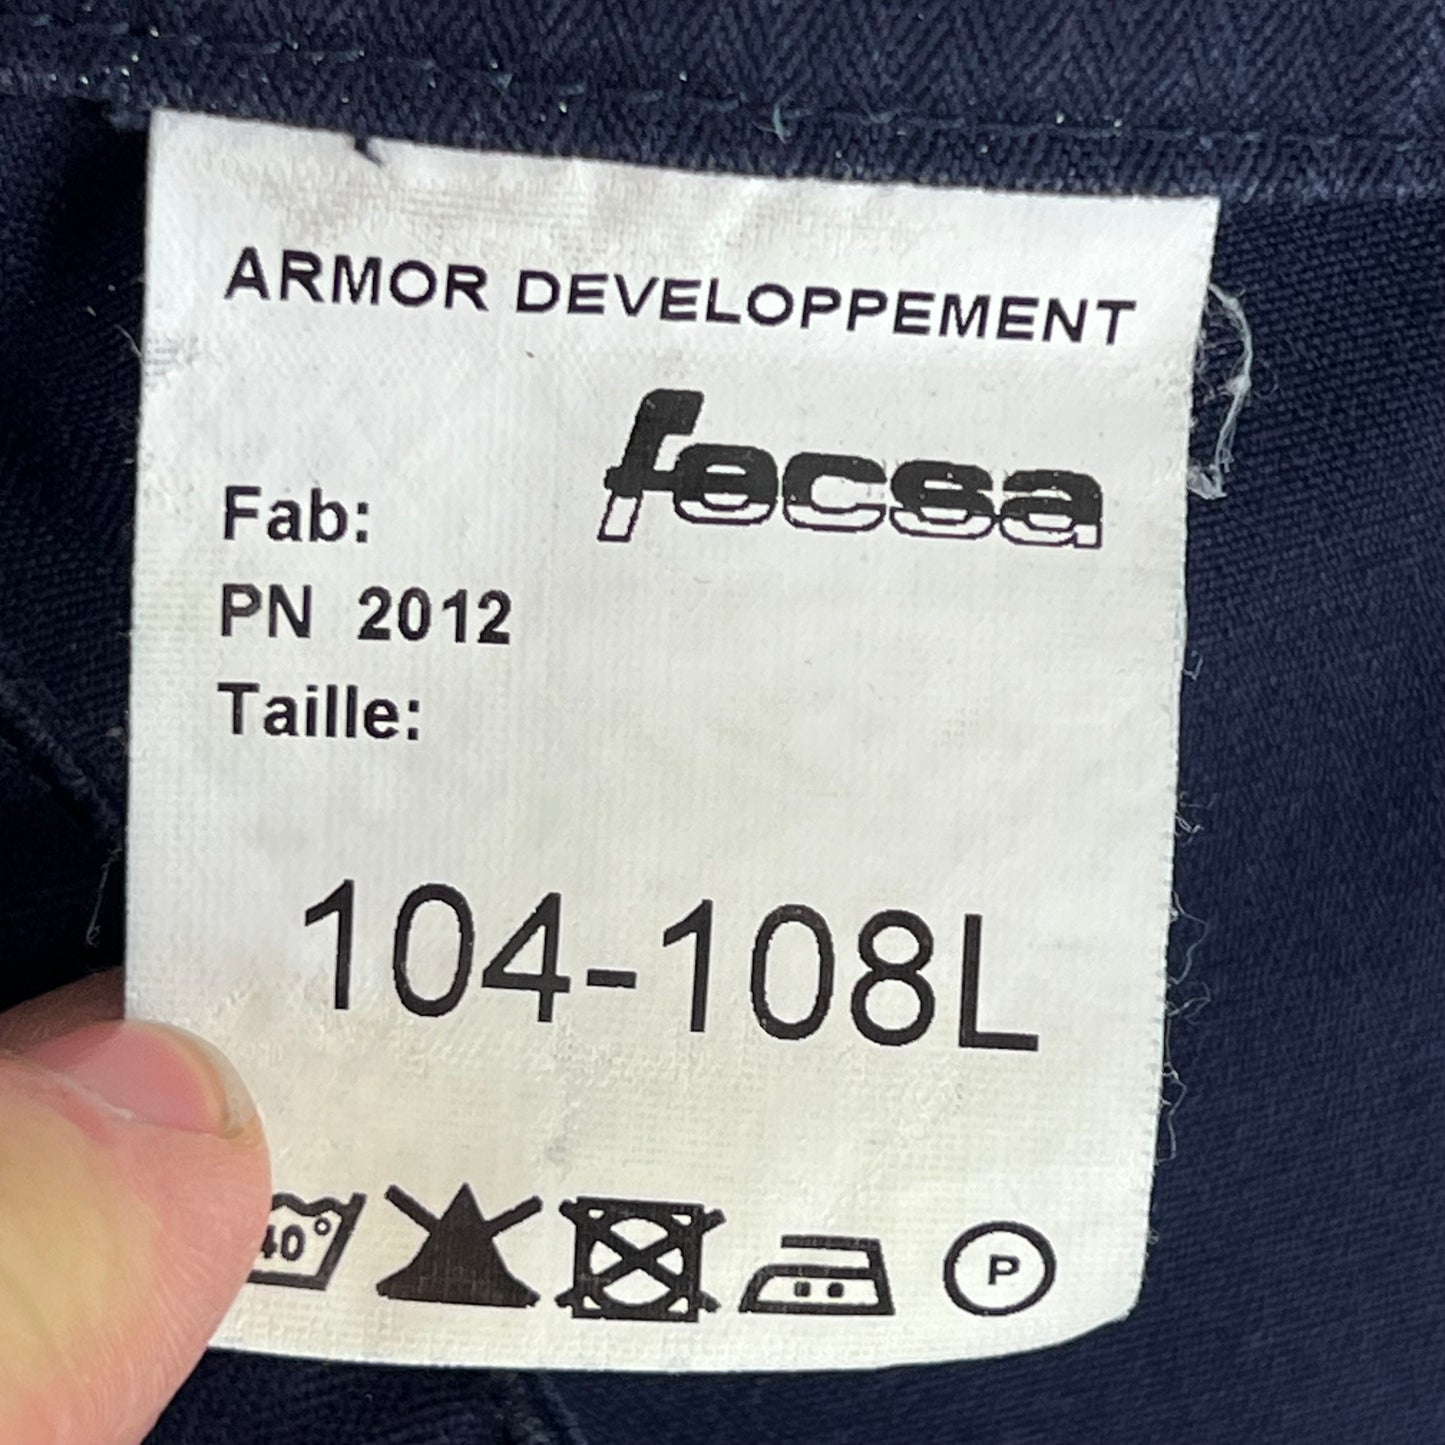 ARMOR DEVELOPPEMENT
fecsa
Fab:
PN 2012
Taille:
104-108L
40°
P